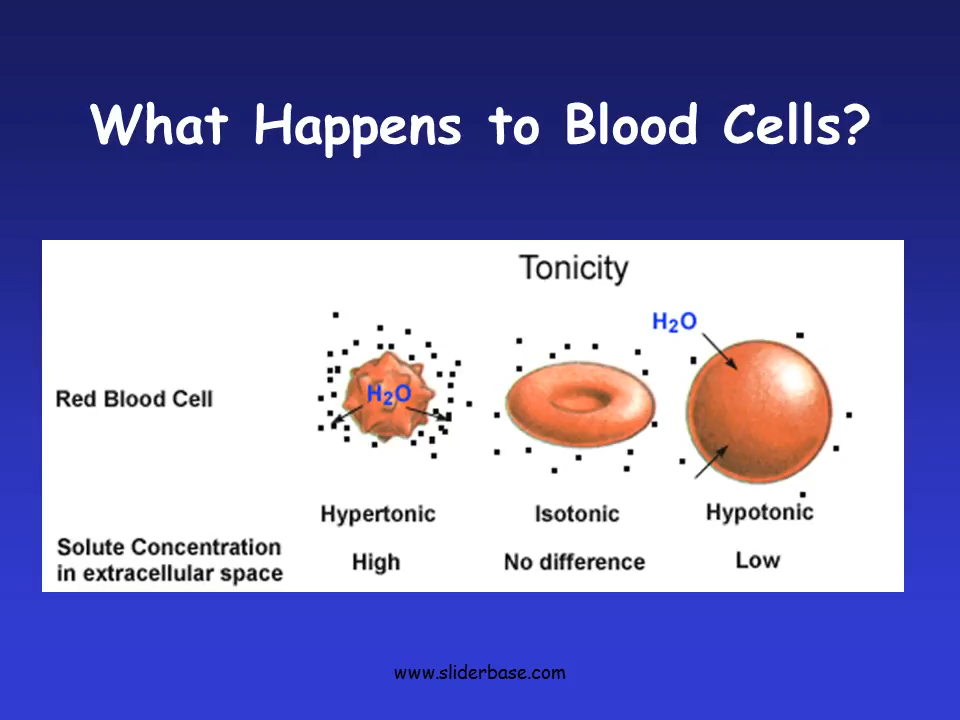 What Happens to Blood Cells?
Tonicity
H₂O
Red Blood Cell
H₂O
Hypertonic
Isotonic
Hypotonic
Solute Concentration
in extracellular space
High
No difference
Low
www.sliderbase.com